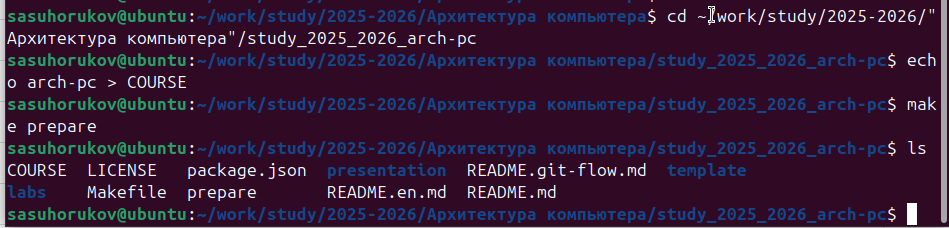 sasuhorukov@ubuntu:~/work/study/2025-2026/Архитектура компьютера$ cd ~/work/study/2025-2026/"
Архитектура компьютера"/study_2025_2026_arch-pc
sasuhorukov@ubuntu:~/work/study/2025-2026/Архитектура компьютера/study_2025_2026_arch-pc$ ech
o arch-pc > COURSE
sasuhorukov@ubuntu:~/work/study/2025-2026/Архитектура компьютера/study_2025_2026_arch-pc$ mak
e prepare
sasuhorukov@ubuntu:~/work/study/2025-2026/Архитектура компьютера/study_2025_2026_arch-pc$ ls
COURSE  LICENSE   package.json  presentation  README.git-flow.md  template
labs    Makefile  prepare       README.en.md  README.md
sasuhorukov@ubuntu:~/work/study/2025-2026/Архитектура компьютера/study_2025_2026_arch-pc$